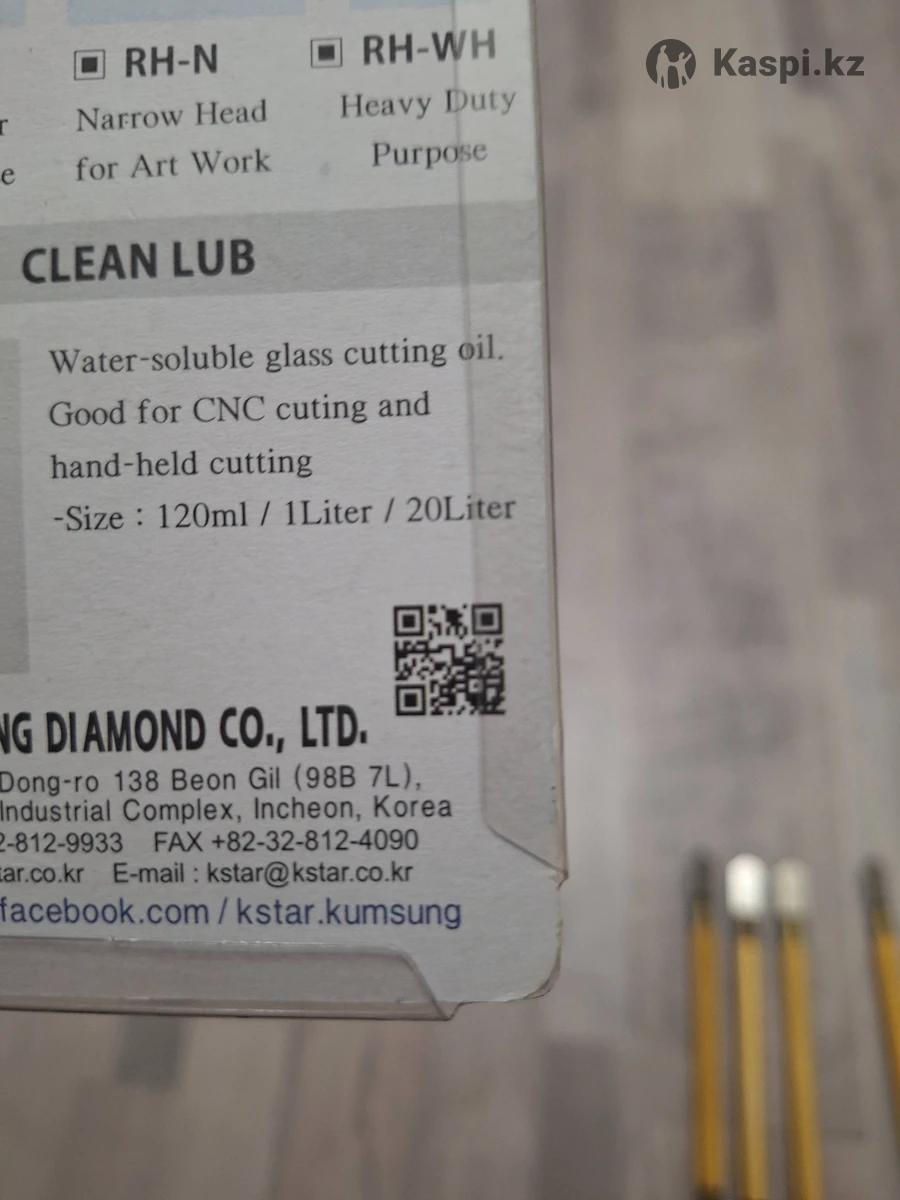 RH-N
RH-WH
Kaspi.kz
r
Narrow Head
Heavy Duty
e
for Art Work
Purpose
CLEAN LUB
Water-soluble glass cutting oil.
Good for CNC cuting and
hand-held cutting
-Size : 120ml / 1Liter / 20Liter
NG DIAMOND CO., LTD.
Dong-ro 138 Beon Gil (98B 7L),
Industrial Complex, Incheon, Korea
2-812-9933 FAX +82-32-812-4090
tar.co.kr E-mail : kstar@kstar.co.kr
facebook.com / kstar.kumsung